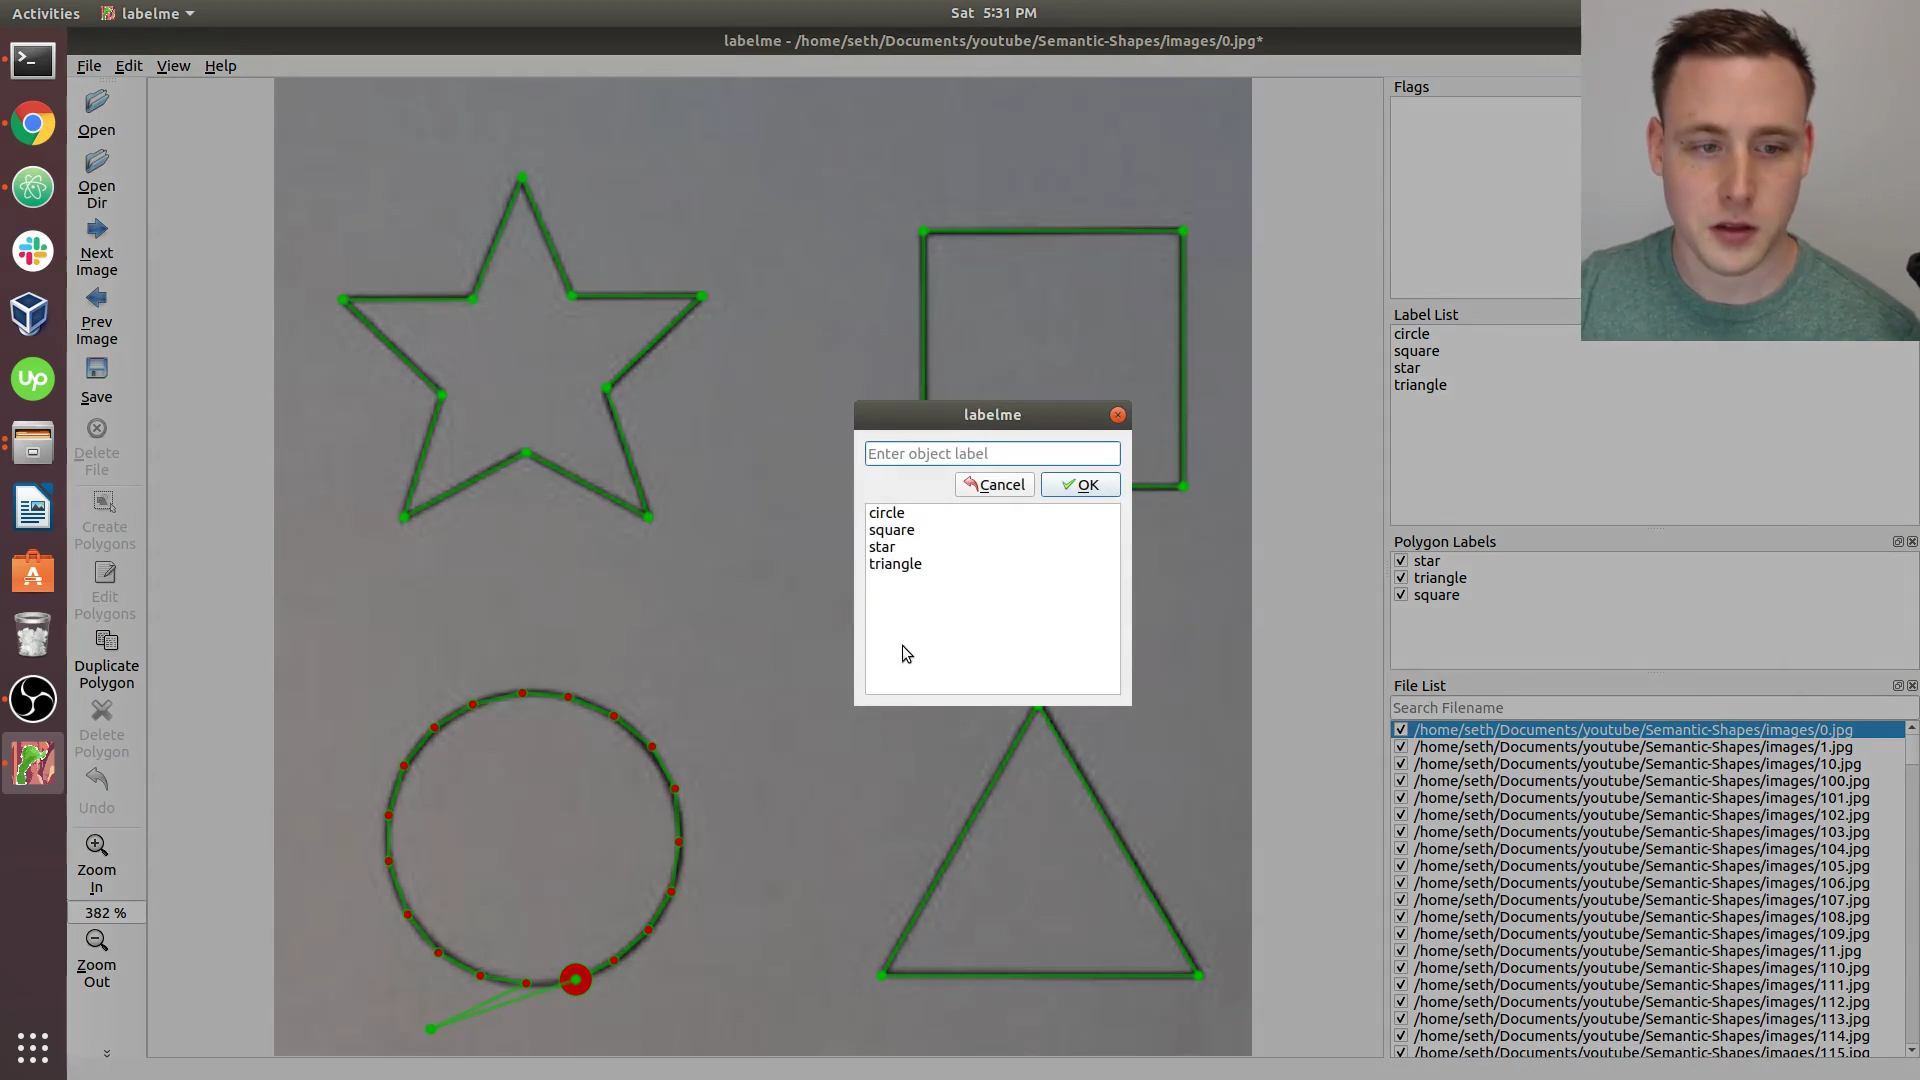 Activities
labelme
Sat 5:31 PM
labelme - /home/seth/Documents/youtube/Semantic-Shapes/images/0.jpg*
File Edit View Help
Open
Open
Dir
Next
Image
Prev
Image
Save
Delete
File
Create
Polygons
Edit
Polygons
Duplicate
Polygon
Delete
Polygon
Undo
Zoom
In
382 %
Zoom
Out
Up
labelme
Enter object label
Cancel
OK
circle
square
star
triangle
Flags
Label List
circle
square
star
triangle
Polygon Labels
star
triangle
square
File List
Search Filename
/home/seth/Documents/youtube/Semantic-Shapes/images/0.jpg
/home/seth/Documents/youtube/Semantic-Shapes/images/1.jpg
/home/seth/Documents/youtube/Semantic-Shapes/images/10.jpg
/home/seth/Documents/youtube/Semantic-Shapes/images/100.jpg
/home/seth/Documents/youtube/Semantic-Shapes/images/101.jpg
/home/seth/Documents/youtube/Semantic-Shapes/images/102.jpg
/home/seth/Documents/youtube/Semantic-Shapes/images/103.jpg
/home/seth/Documents/youtube/Semantic-Shapes/images/104.jpg
/home/seth/Documents/youtube/Semantic-Shapes/images/105.jpg
/home/seth/Documents/youtube/Semantic-Shapes/images/106.jpg
/home/seth/Documents/youtube/Semantic-Shapes/images/107.jpg
/home/seth/Documents/youtube/Semantic-Shapes/images/108.jpg
/home/seth/Documents/youtube/Semantic-Shapes/images/109.jpg
/home/seth/Documents/youtube/Semantic-Shapes/images/11.jpg
/home/seth/Documents/youtube/Semantic-Shapes/images/110.jpg
/home/seth/Documents/youtube/Semantic-Shapes/images/111.jpg
/home/seth/Documents/youtube/Semantic-Shapes/images/112.jpg
/home/seth/Documents/youtube/Semantic-Shapes/images/113.jpg
/home/seth/Documents/youtube/Semantic-Shapes/images/114.jpg
/home/seth/Documents/youtube/Semantic-Shapes/images/115.jpg